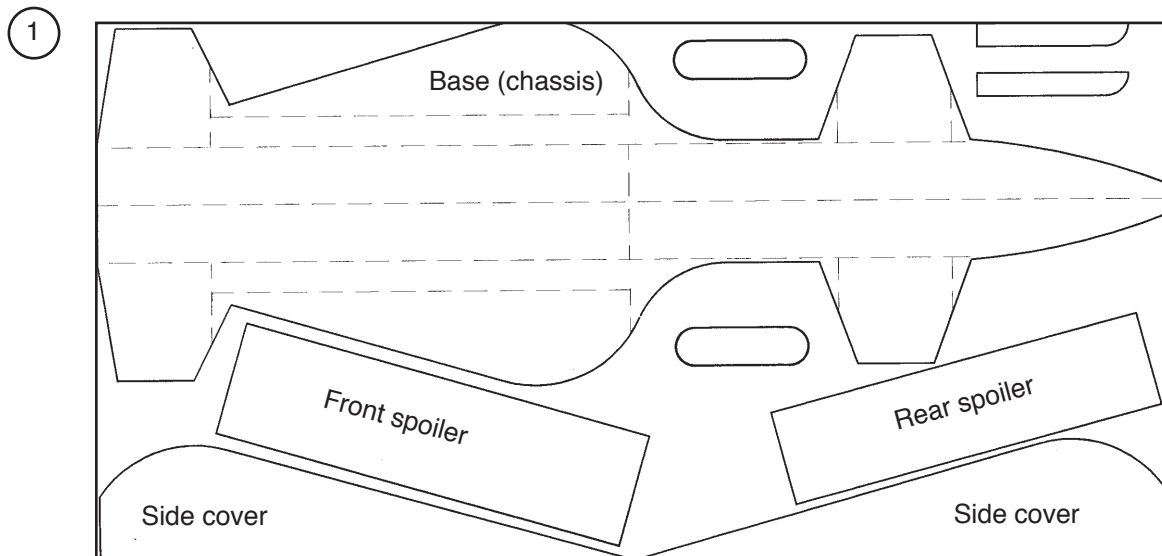 1
Base (chassis)
Front spoiler
Rear spoiler
Side cover
Side cover